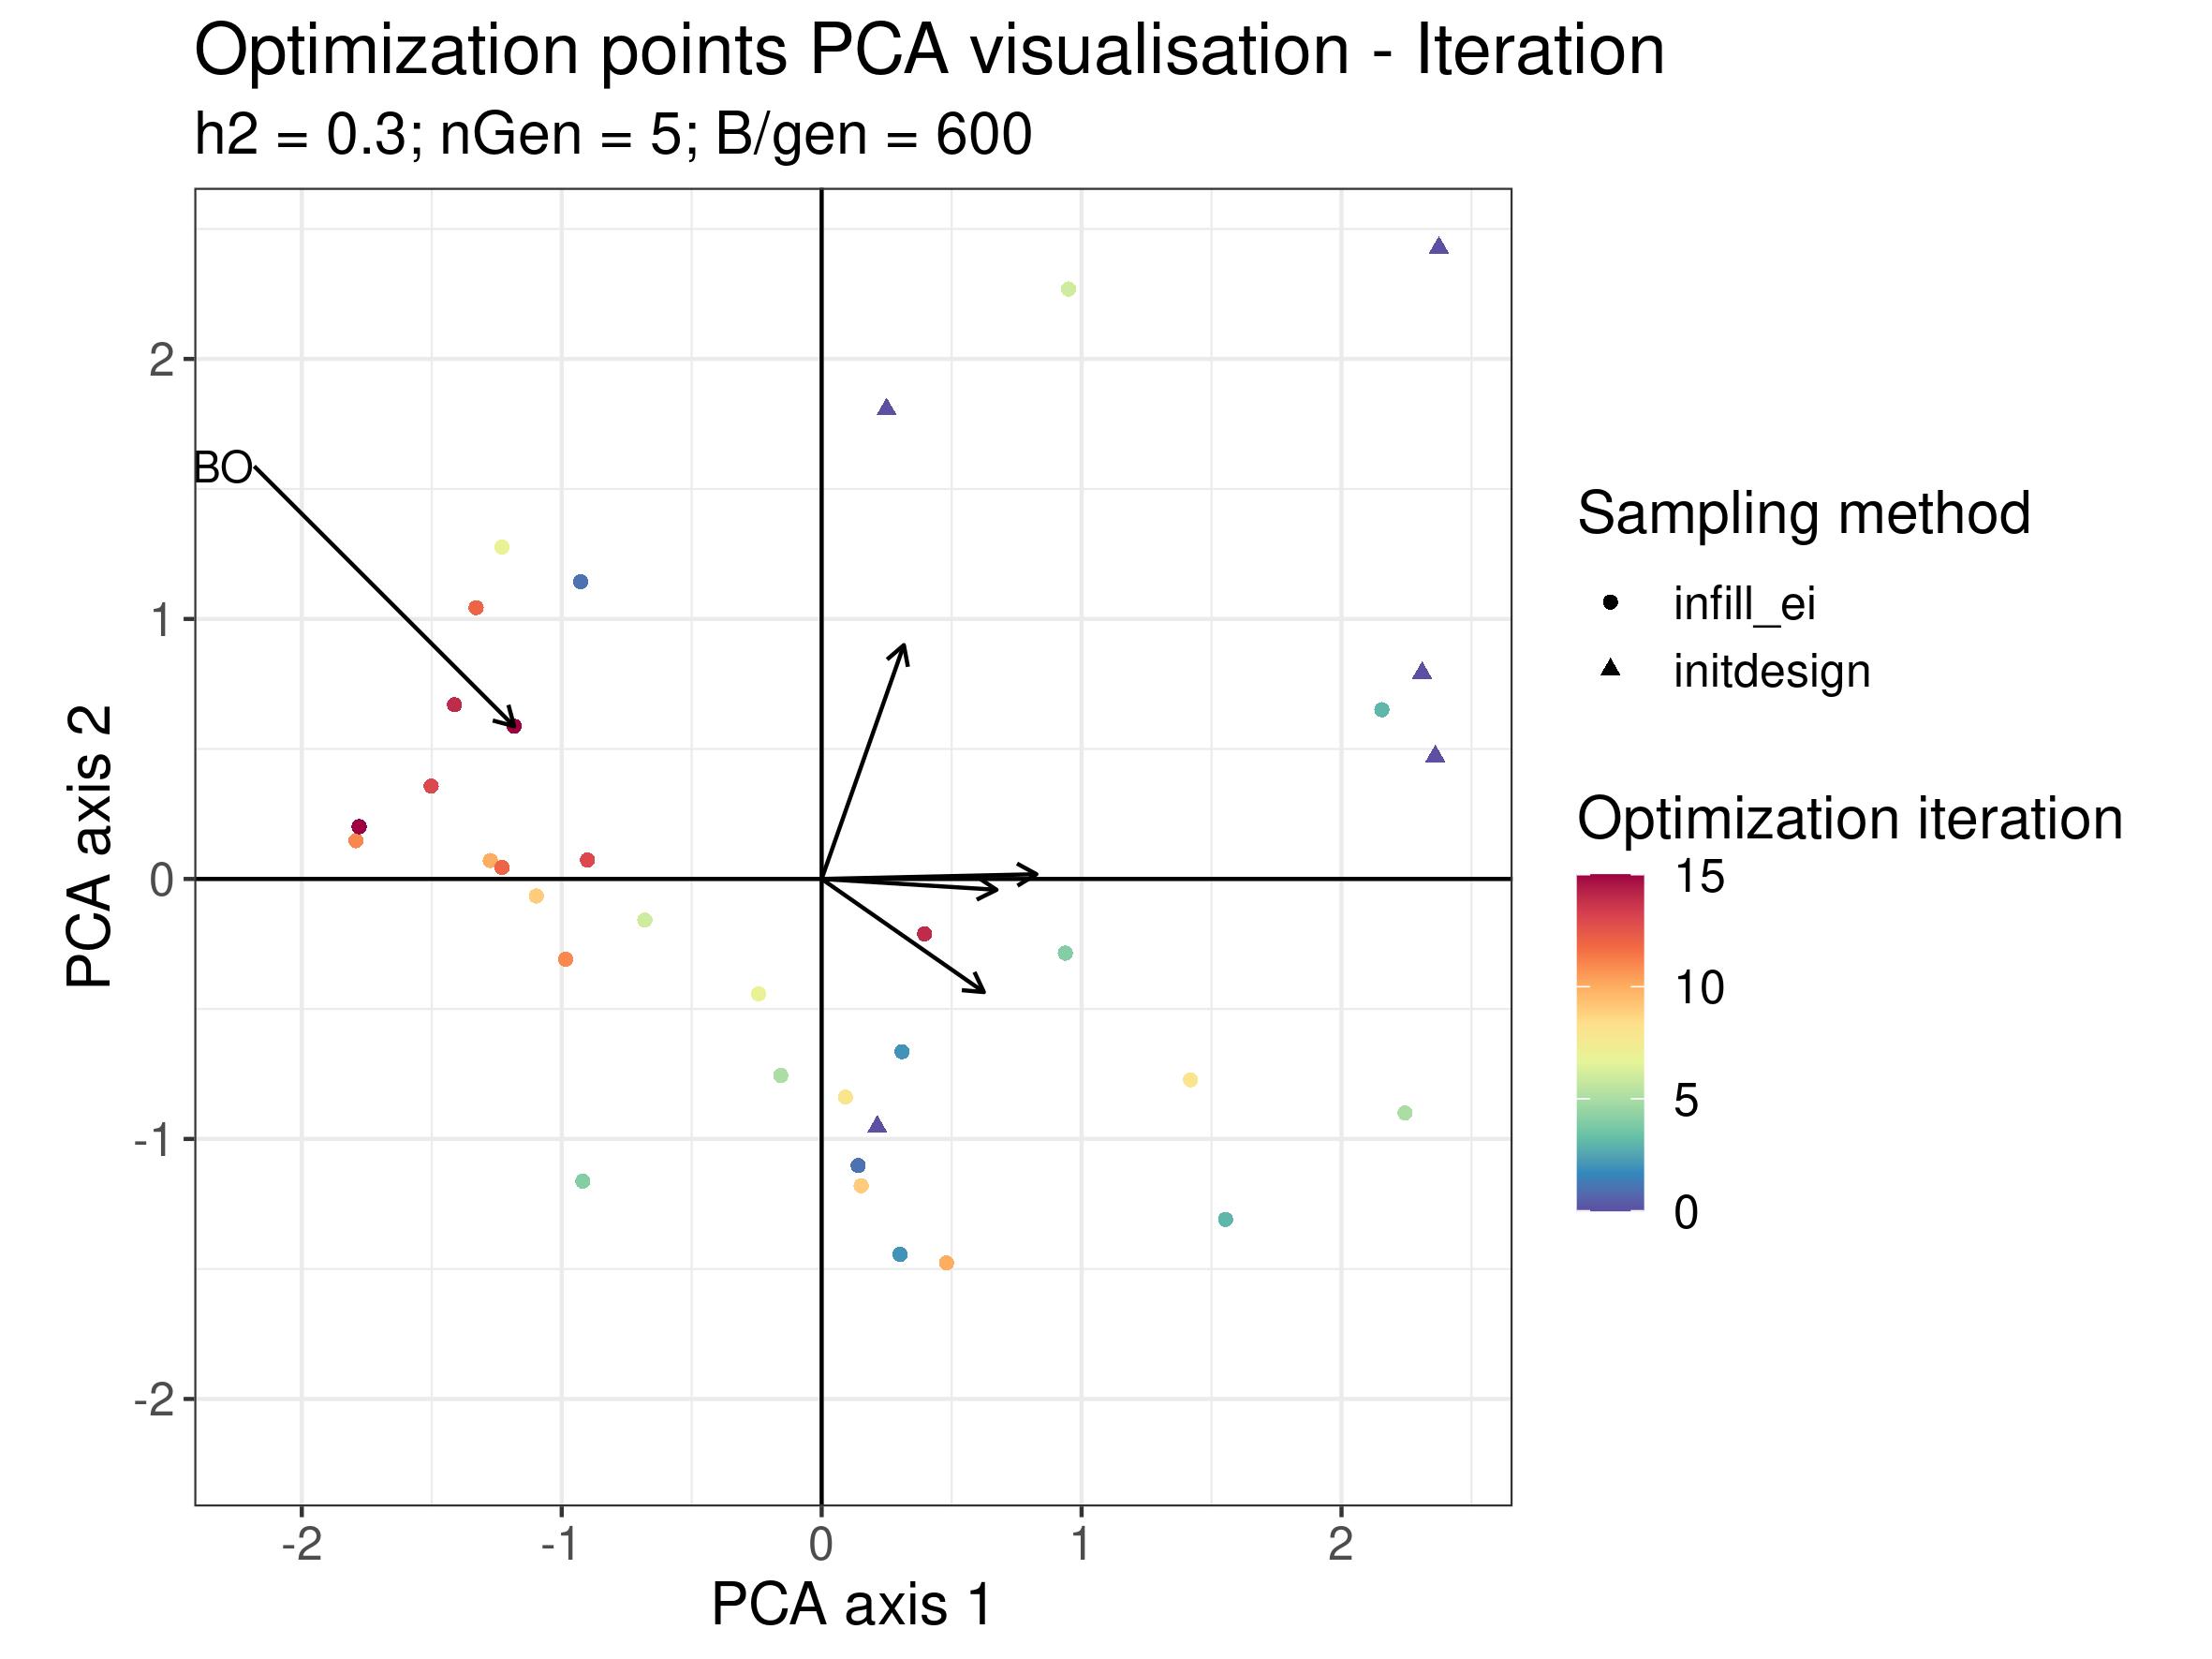 Optimization points PCA visualisation - Iteration
h2 = 0.3; nGen = 5; B/gen = 600
BO
2
1
0
-1
-2
PCA axis 2
-2
-1
0
1
2
PCA axis 1
Sampling method
infill_ei
initdesign
Optimization iteration
15
10
5
0